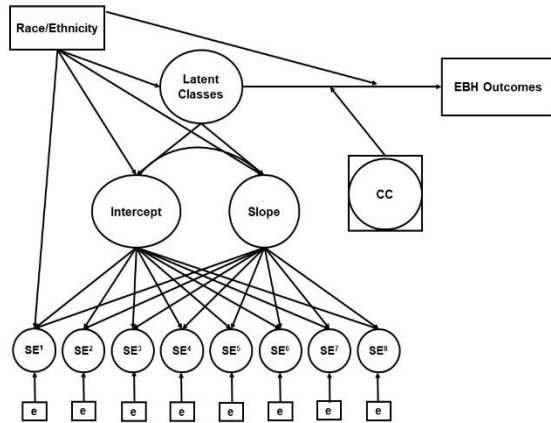 Race/Ethnicity
Latent
Classes
EBH Outcomes
CC
Intercept
Slope
SE¹
SE²
SE³
SE⁴
SE⁵
SE⁶
SE⁷
SE⁸
e
e
e
e
e
e
e
e